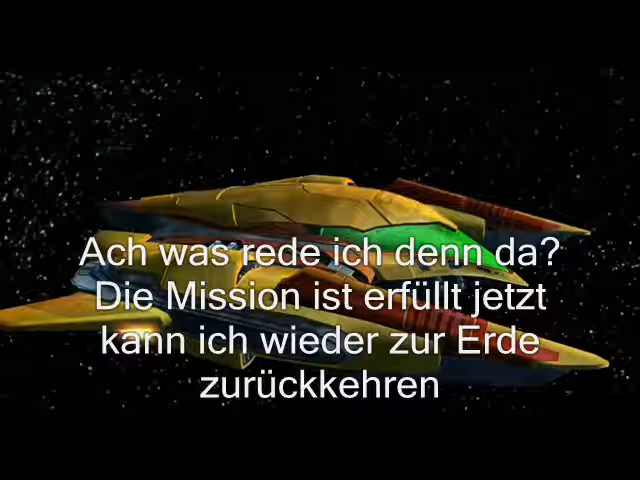 Ach was rede ich denn da?
Die Mission ist erfüllt jetzt
kann ich wieder zur Erde
zurückkehren